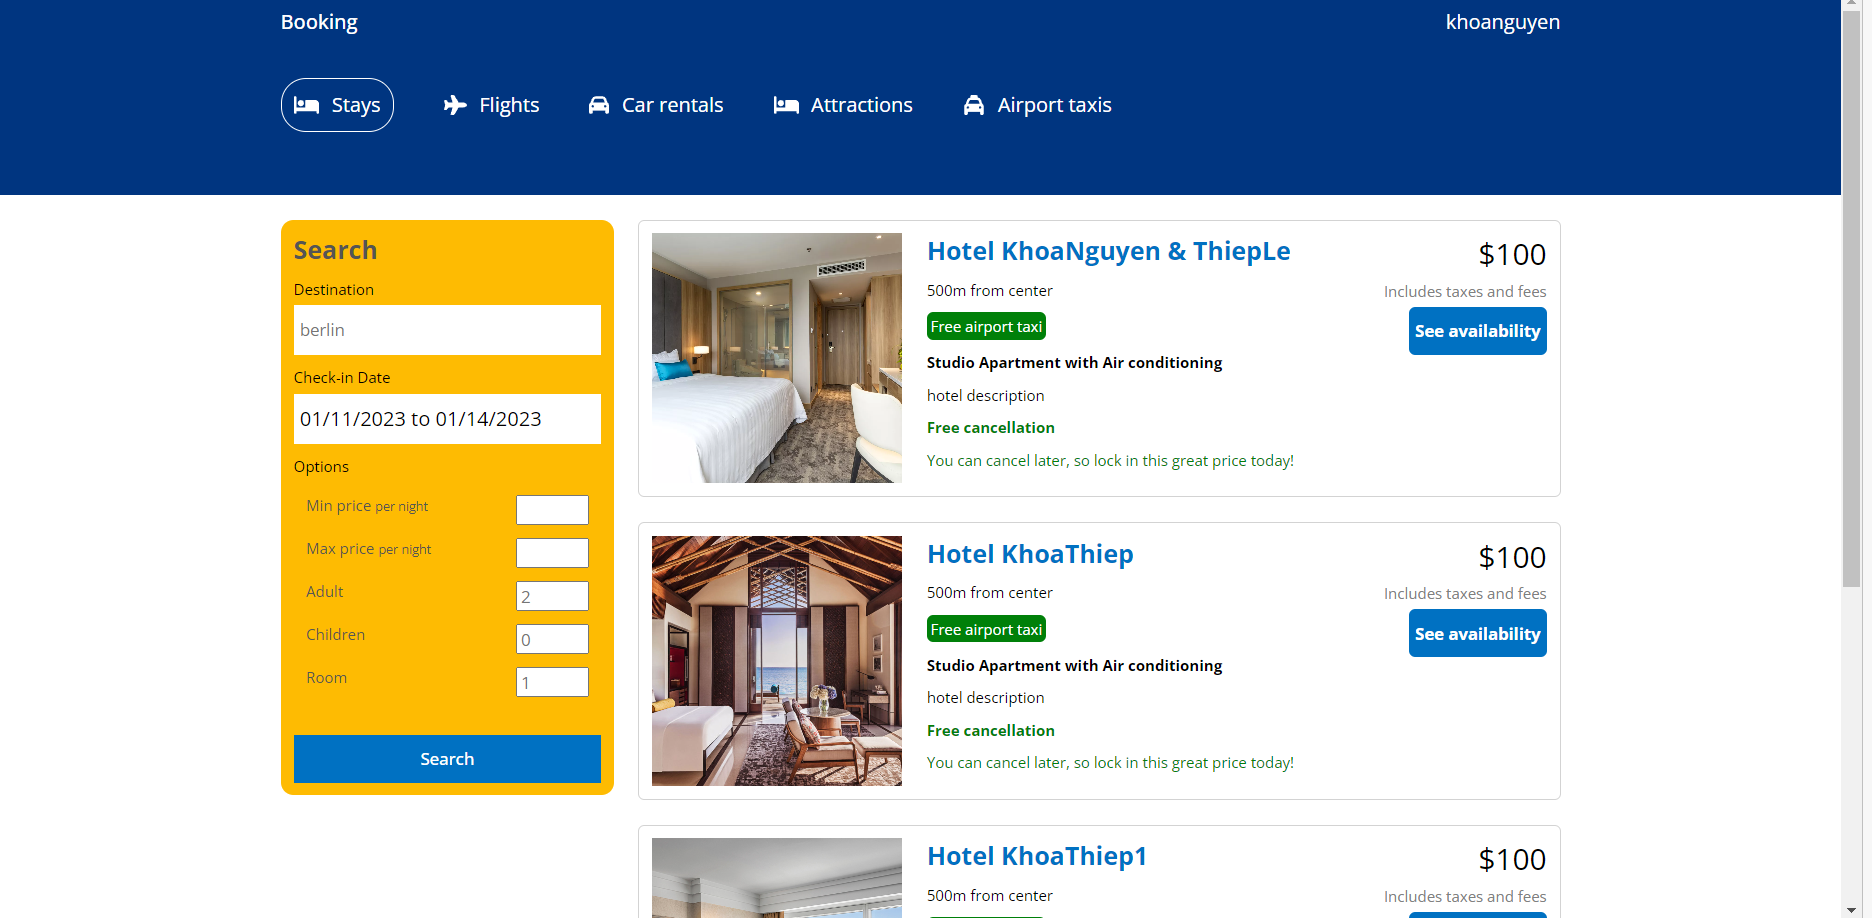 Booking
khoanguyen
Stays
Flights
Car rentals
Attractions
Airport taxis
Search
Destination
berlin
Check-in Date
01/11/2023 to 01/14/2023
Options
Min price per night
Max price per night
Adult
2
Children
0
Room
1
Search
Hotel KhoaNguyen & ThiepLe
500m from center
Free airport taxi
Studio Apartment with Air conditioning
hotel description
Free cancellation
You can cancel later, so lock in this great price today!
$100
Includes taxes and fees
See availability
Hotel KhoaThiep
500m from center
Free airport taxi
Studio Apartment with Air conditioning
hotel description
Free cancellation
You can cancel later, so lock in this great price today!
$100
Includes taxes and fees
See availability
Hotel KhoaThiep1
500m from center
$100
Includes taxes and fees